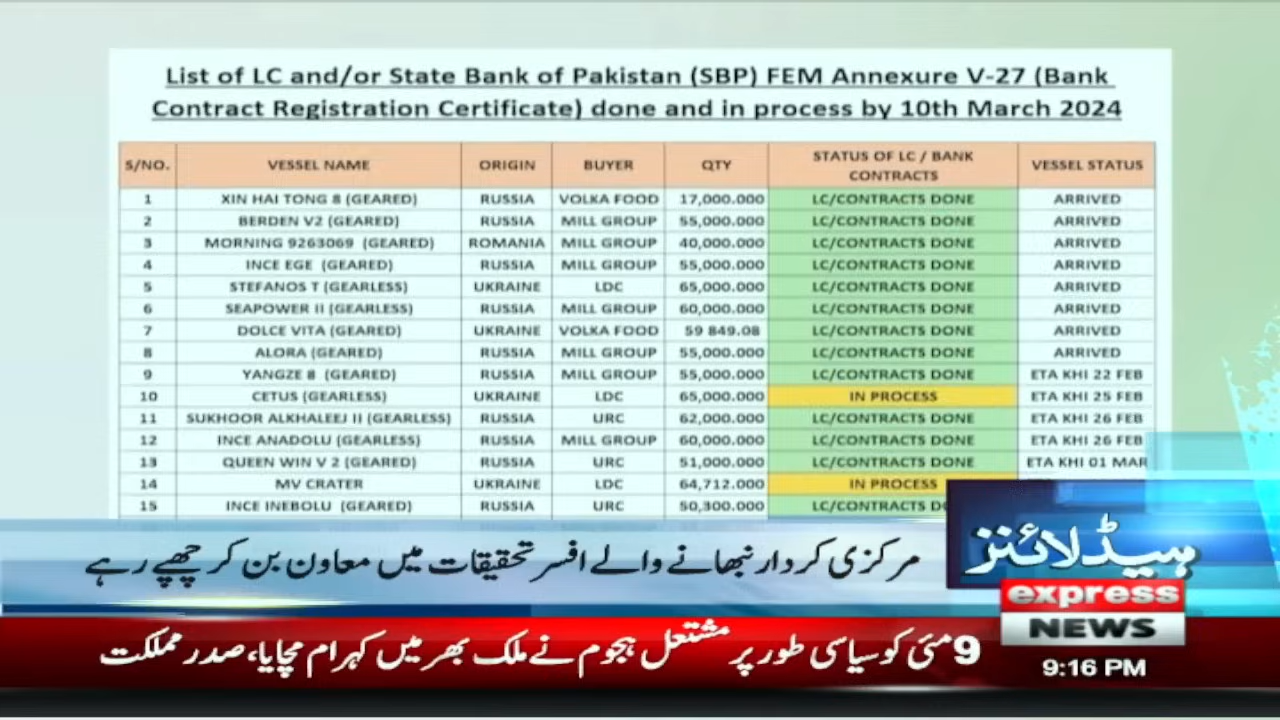 List of LC and/or State Bank of Pakistan (SBP) FEM Annexure V-27 (Bank
Contract Registration Certificate) done and in process by 10th March 2024
S/NO. VESSEL NAME ORIGIN BUYER QTY STATUS OF LC / BANK CONTRACTS VESSEL STATUS
1 XIN HAI TONG 8 (GEARED) RUSSIA VOLKA FOOD 17,000.000 LC/CONTRACTS DONE ARRIVED
2 BERDEN V2 (GEARED) RUSSIA MILL GROUP 55,000.000 LC/CONTRACTS DONE ARRIVED
3 MORNING 9263069 (GEARED) ROMANIA MILL GROUP 40,000.000 LC/CONTRACTS DONE ARRIVED
4 INCE EGE (GEARED) RUSSIA MILL GROUP 55,000.000 LC/CONTRACTS DONE ARRIVED
5 STEFANOS T (GEARLESS) UKRAINE LDC 65,000.000 LC/CONTRACTS DONE ARRIVED
6 SEAPOWER II (GEARLESS) RUSSIA MILL GROUP 60,000.000 LC/CONTRACTS DONE ARRIVED
7 DOLCE VITA (GEARED) UKRAINE VOLKA FOOD 59 849.08 LC/CONTRACTS DONE ARRIVED
8 ALORA (GEARED) RUSSIA MILL GROUP 55,000.000 LC/CONTRACTS DONE ARRIVED
9 YANGZE 8 (GEARED) RUSSIA MILL GROUP 55,000.000 LC/CONTRACTS DONE ETA KHI 22 FEB
10 CETUS (GEARLESS) UKRAINE LDC 65,000.000 IN PROCESS ETA KHI 25 FEB
11 SUKHOOR ALKHALEEJ II (GEARLESS) RUSSIA URC 62,000.000 LC/CONTRACTS DONE ETA KHI 26 FEB
12 INCE ANADOLU (GEARLESS) RUSSIA MILL GROUP 60,000.000 LC/CONTRACTS DONE ETA KHI 26 FEB
13 QUEEN WIN V 2 (GEARED) RUSSIA URC 51,000.000 LC/CONTRACTS DONE ETA KHI 01 MAR
14 MV CRATER UKRAINE LDC 64,712.000 IN PROCESS
15 INCE INEBOLU (GEARED) RUSSIA URC 50,300.000 LC/CONTRACTS DO
ہیڈلائنز
مرکزی کردار نبھانے والے افسر تحقیقات میں معاون بن کر چھپے رہے
express
NEWS
9 مئی کو سیاسی طور پر مشتعل ہجوم نے ملک بھر میں کہرام مچایا، صدر مملکت
9:16 PM